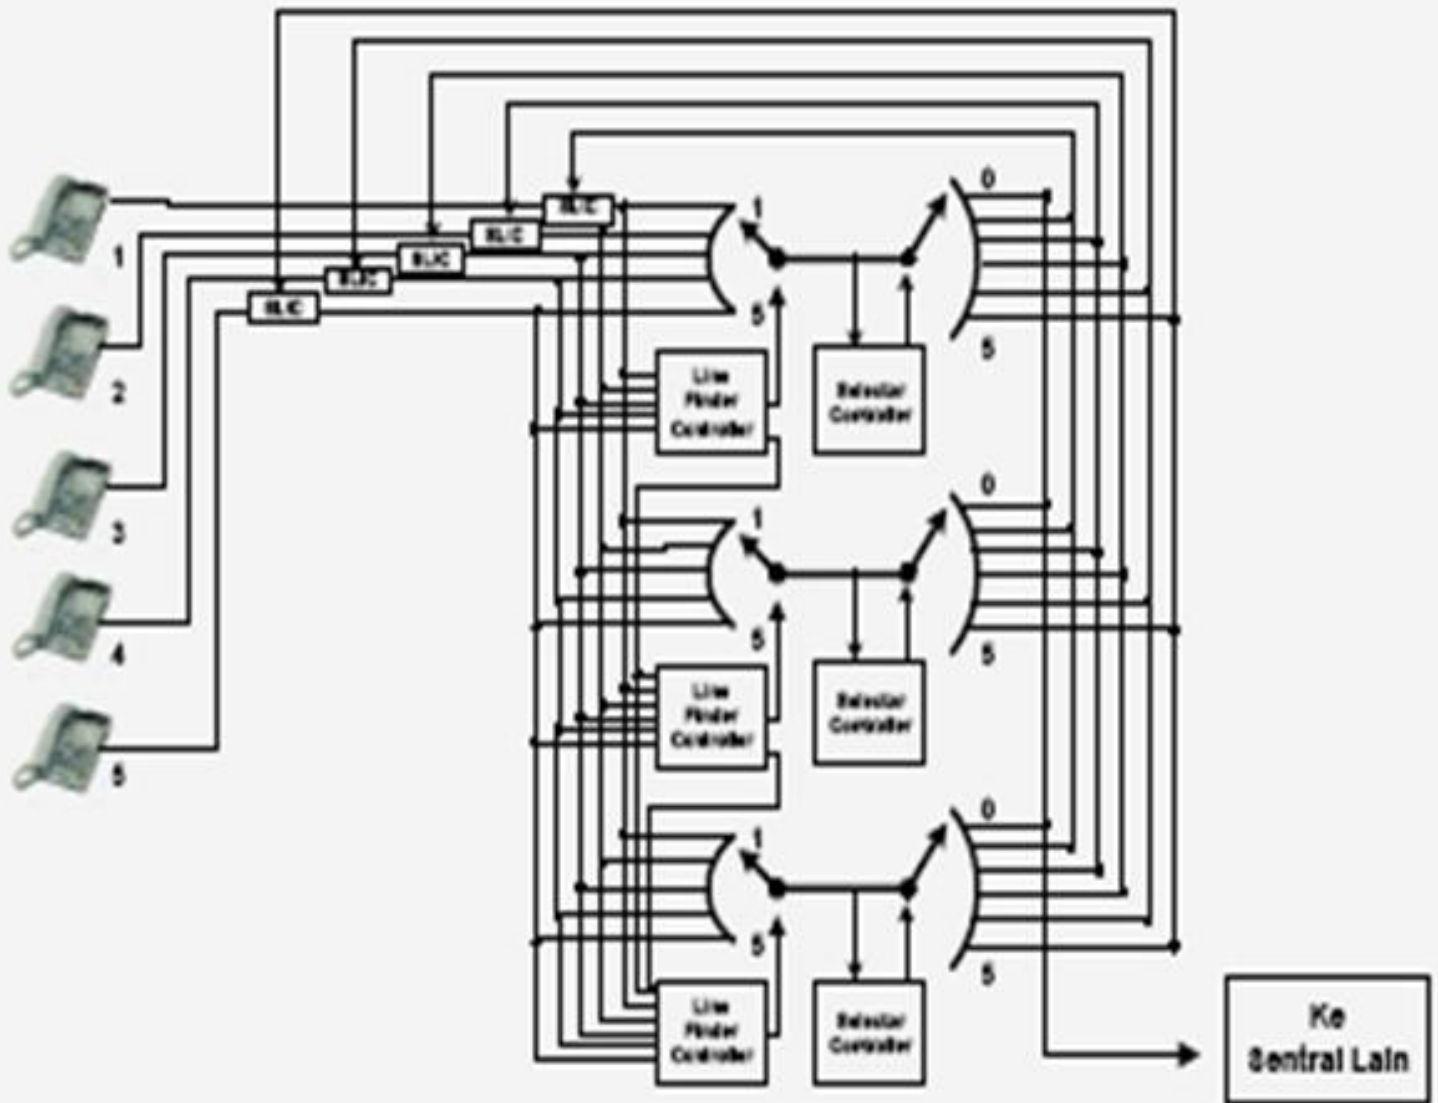 0
1
SLIC
SLIC
SLIC
SLIC
SLIC
1
5
5
2
Line
Finder
Controller
Selector
Controller
0
1
3
5
5
4
Line
Finder
Controller
Selector
Controller
5
0
1
5
5
Line
Finder
Controller
Selector
Controller
Ke
Sentral Lain